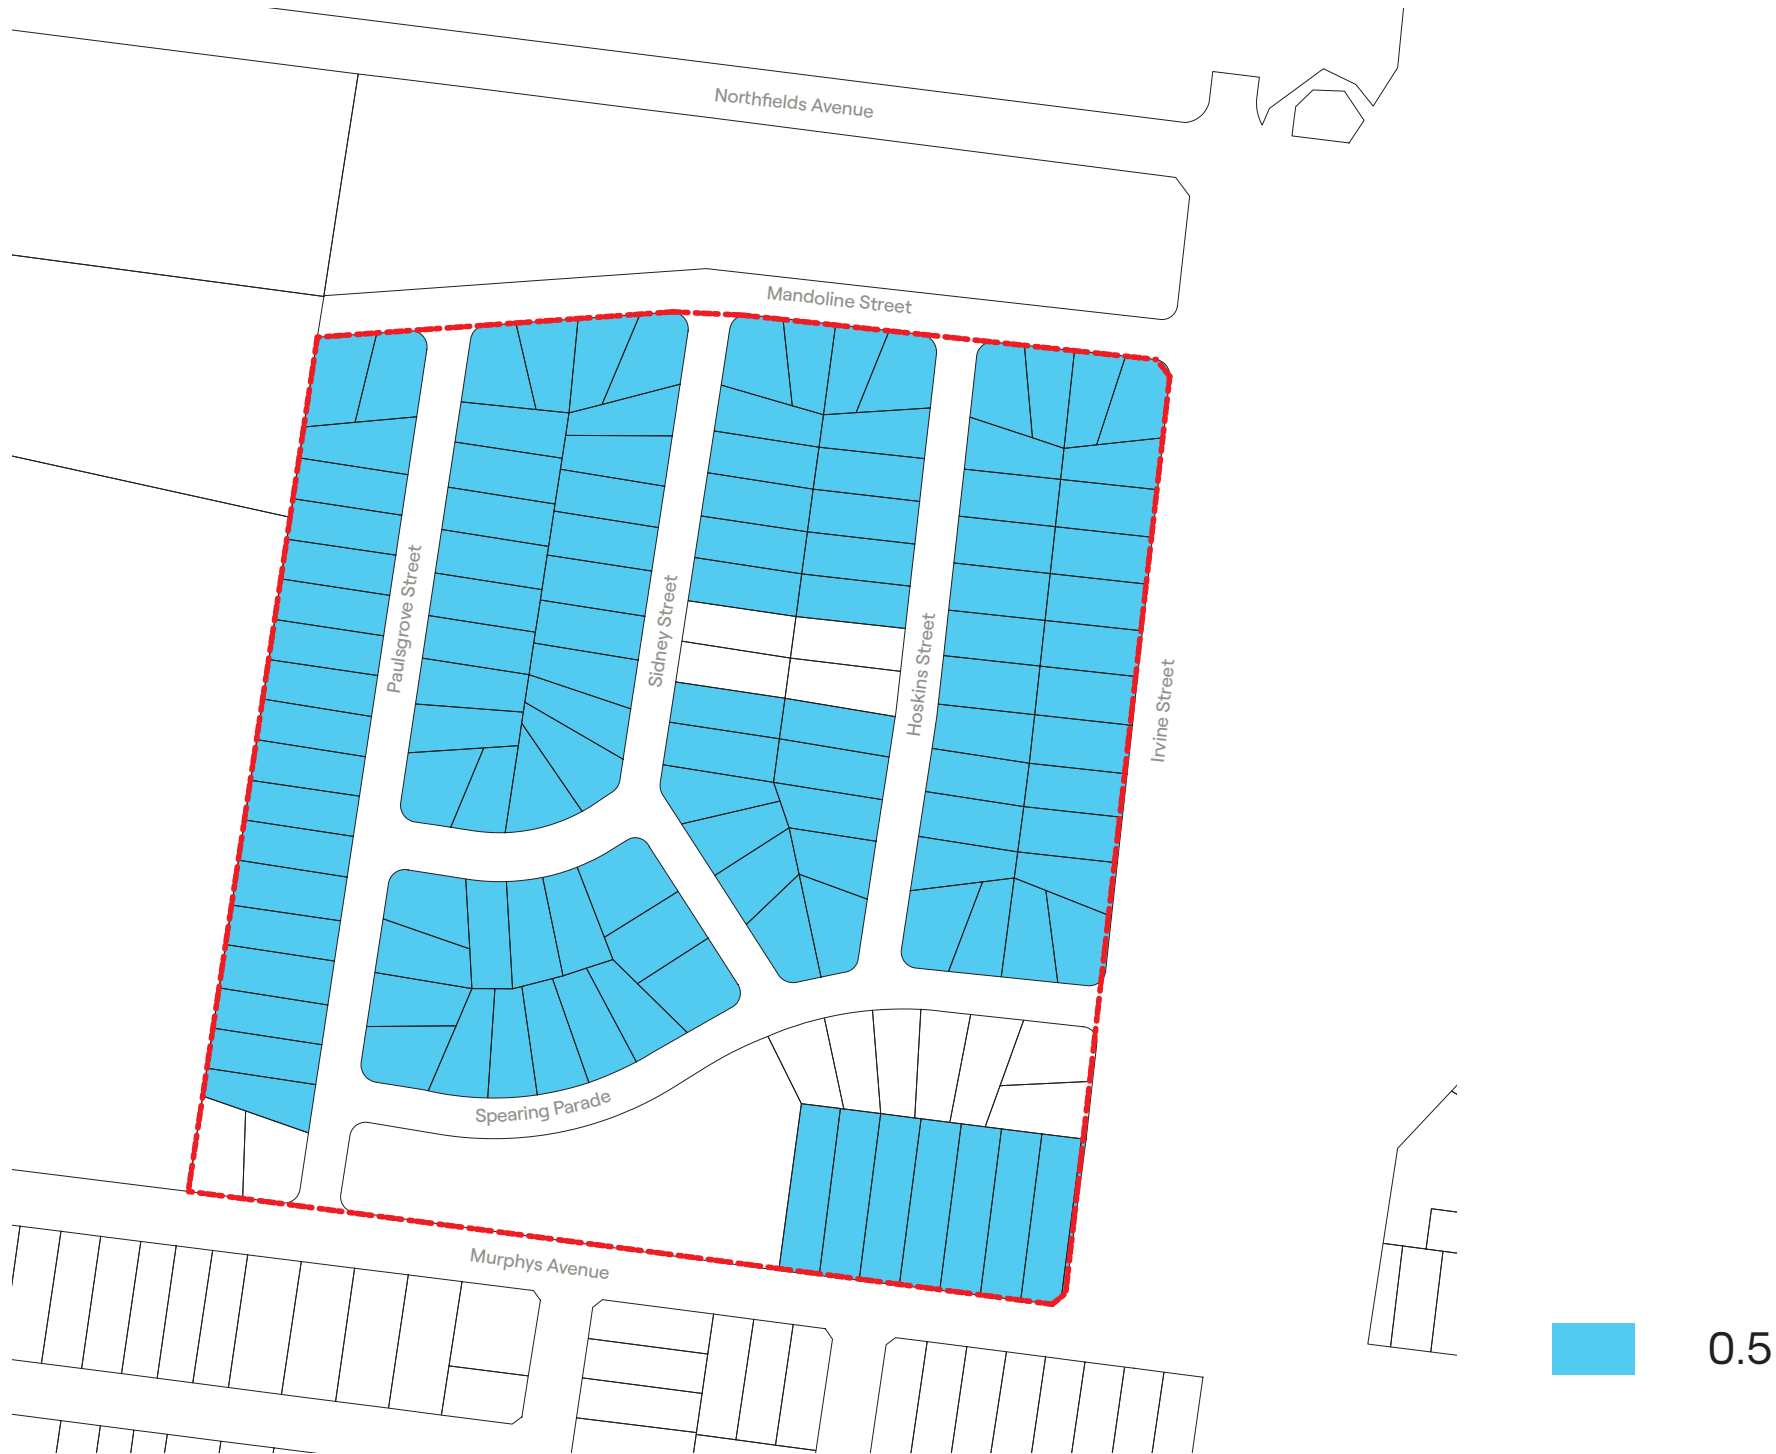 Northfields Avenue
Mandoline Street
Paulsgrove Street
Sidney Street
Hoskins Street
Irvine Street
Spearing Parade
Murphys Avenue
0.5